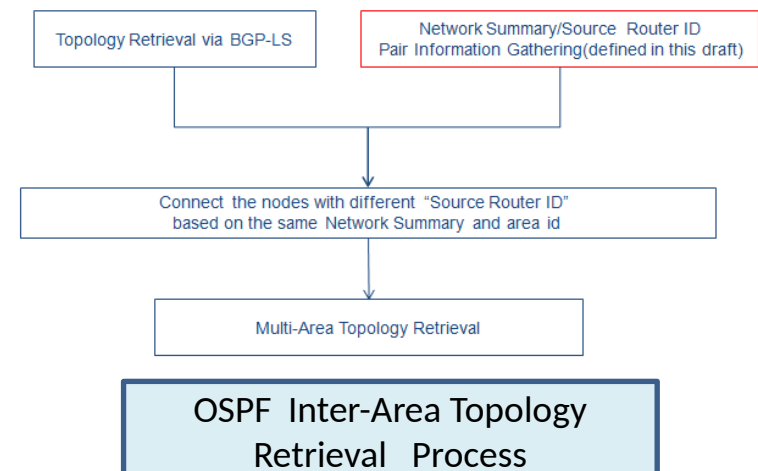 Topology Retrieval via BGP-LS
Network Summary/Source Router ID
Pair Information Gathering(defined in this draft)
Connect the nodes with different “Source Router ID”
based on the same Network Summary and area id
Multi-Area Topology Retrieval
OSPF Inter-Area Topology
Retrieval Process